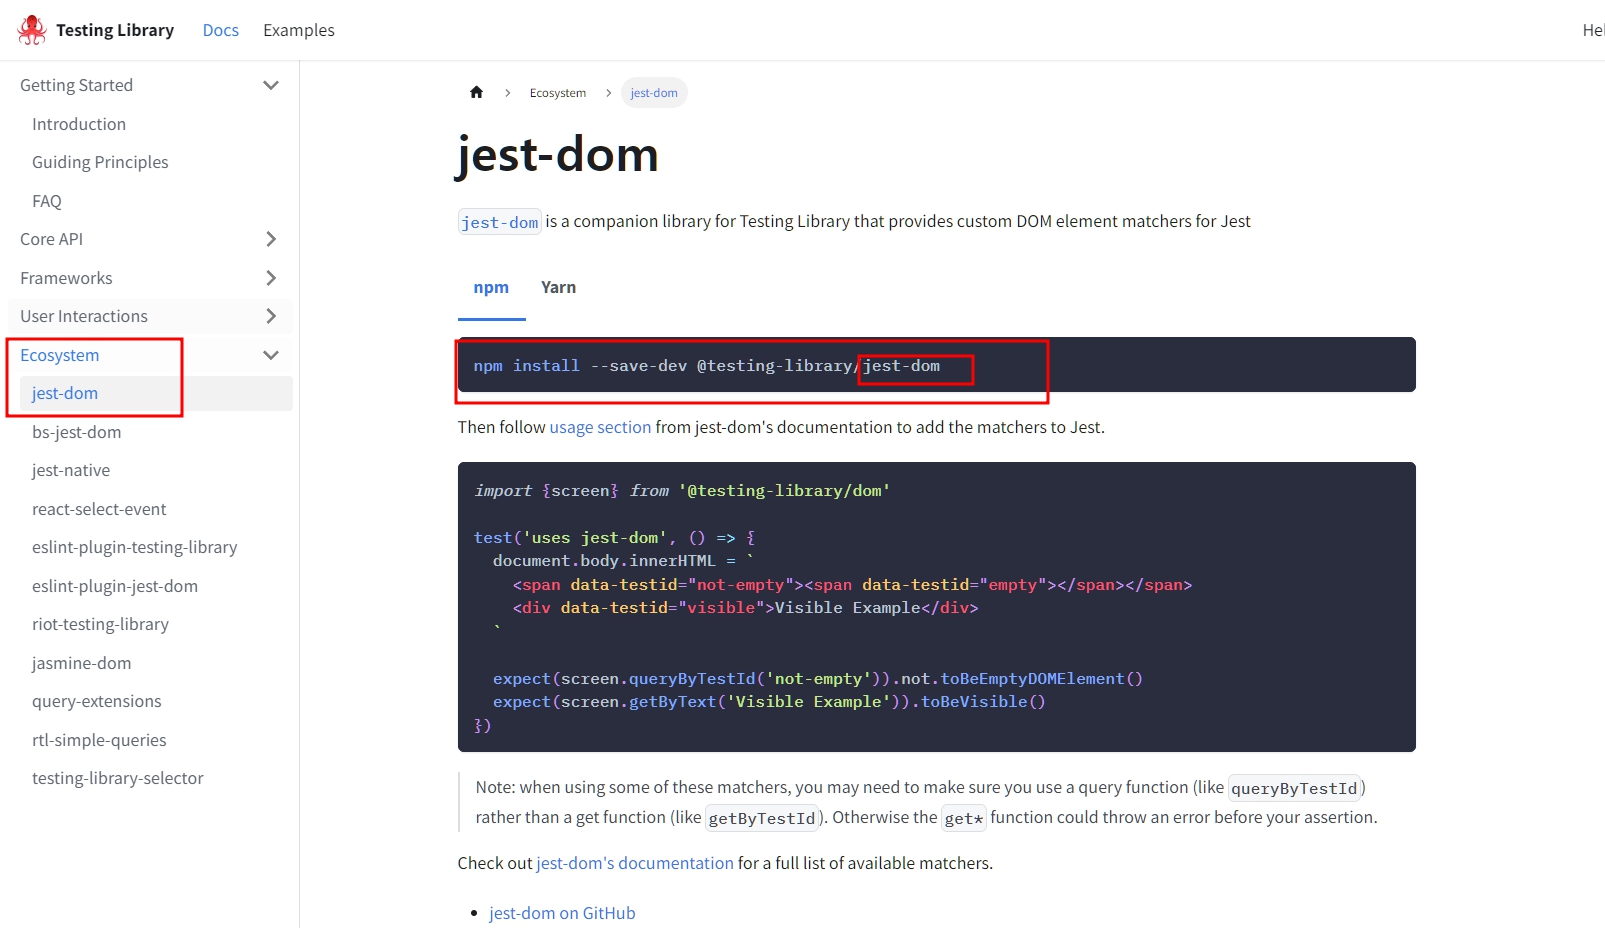 Testing Library Docs Examples
Getting Started
Introduction
Guiding Principles
FAQ
Core API
Frameworks
User Interactions
Ecosystem
jest-dom
bs-jest-dom
jest-native
react-select-event
eslint-plugin-testing-library
eslint-plugin-jest-dom
riot-testing-library
jasmine-dom
query-extensions
rtl-simple-queries
testing-library-selector
Ecosystem jest-dom
jest-dom
jest-dom is a companion library for Testing Library that provides custom DOM element matchers for Jest
npm Yarn
npm install --save-dev @testing-library/jest-dom
Then follow usage section from jest-dom's documentation to add the matchers to Jest.
import {screen} from '@testing-library/dom'
test('uses jest-dom', () => {
document.body.innerHTML = `
<span data-testid="not-empty"><span data-testid="empty"></span></span>
<div data-testid="visible">Visible Example</div>
`
expect(screen.queryByTestId('not-empty')).not.toBeEmptyDOMElement()
expect(screen.getByText('Visible Example')).toBeVisible()
})
Note: when using some of these matchers, you may need to make sure you use a query function (like queryByTestId)
rather than a get function (like getByTestId). Otherwise the get* function could throw an error before your assertion.
Check out jest-dom's documentation for a full list of available matchers.
jest-dom on GitHub